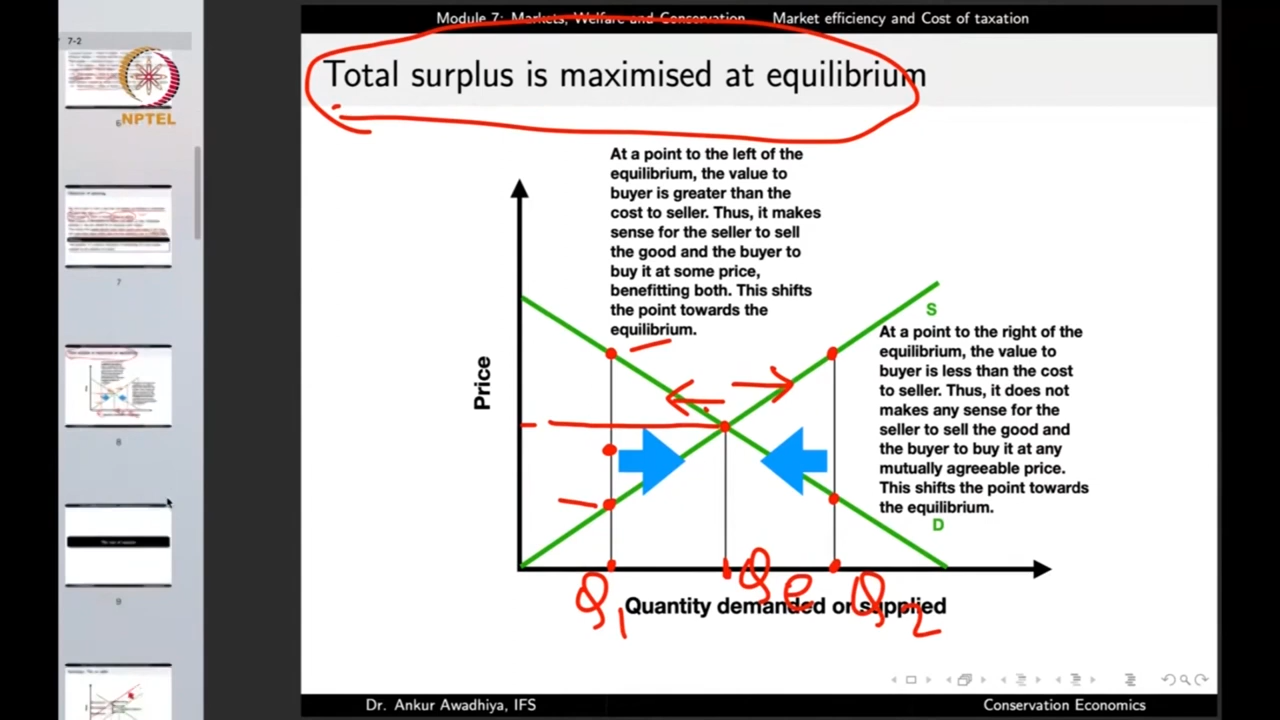 Module 7: Markets, Welfare and Conservation Market efficiency and Cost of taxation
7-2
Total surplus is maximised at equilibrium
NPTEL
6
7
8
9
At a point to the left of the
equilibrium, the value to
buyer is greater than the
cost to seller. Thus, it makes
sense for the seller to sell
the good and the buyer to
buy it at some price,
benefitting both. This shifts
the point towards the
equilibrium.
S
At a point to the right of the
equilibrium, the value to
buyer is less than the cost
to seller. Thus, it does not
makes any sense for the
seller to sell the good and
the buyer to buy it at any
mutually agreeable price.
This shifts the point towards
the equilibrium.
D
Price
Q1 Qe Q2
Quantity demanded or supplied
Dr. Ankur Awadhiya, IFS Conservation Economics